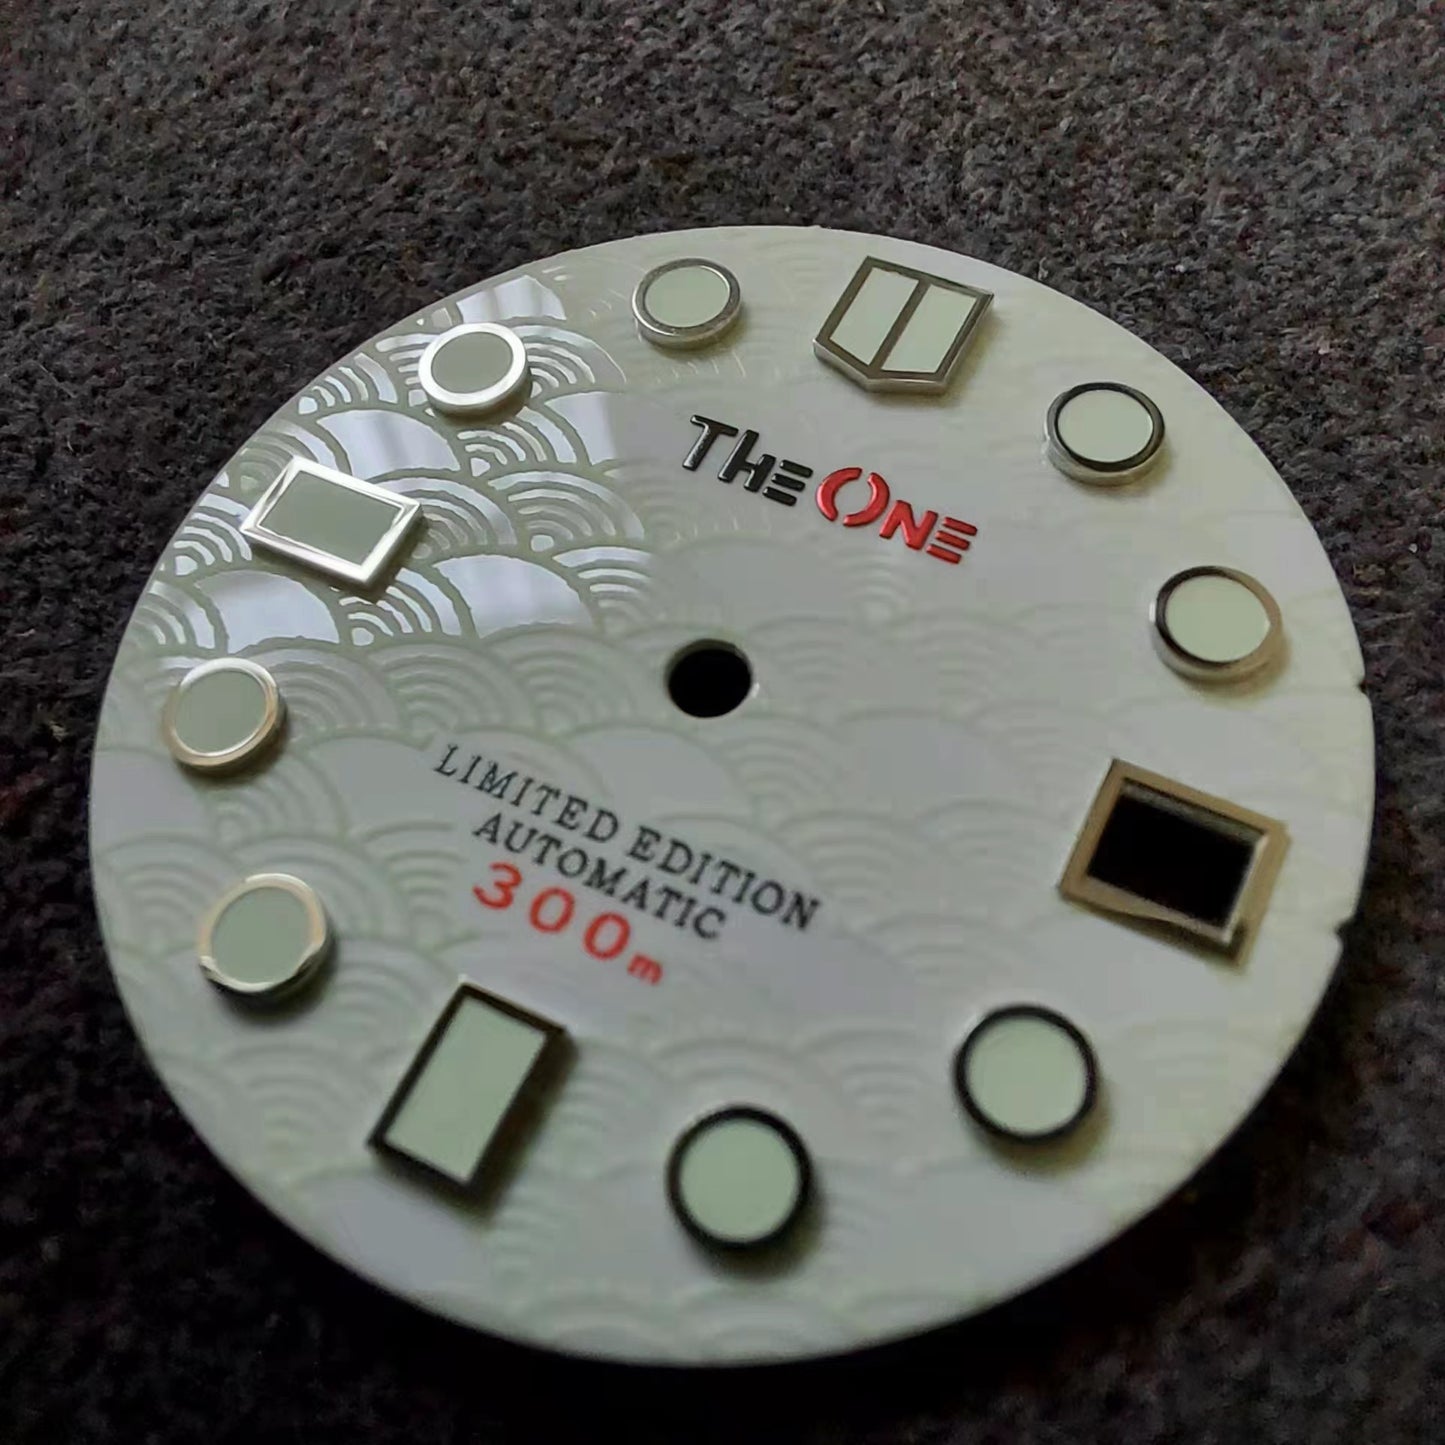 THE ONE
LIMITED EDITION
AUTOMATIC
300m